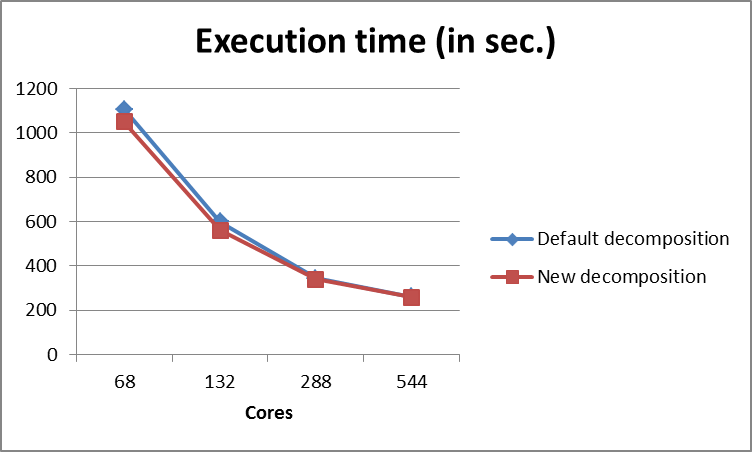 Execution time (in sec.)
1200
1000
800
600
400
200
0
68 132 288 544
Cores
Default decomposition
New decomposition